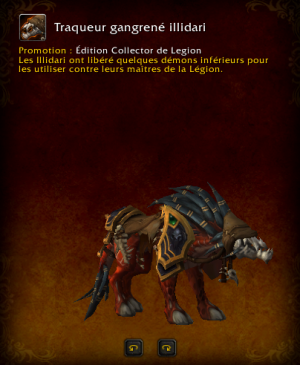 Traqueur gangrené illidari
Promotion : Édition Collector de Legion
Les Illidari ont libéré quelques démons inférieurs pour
les utiliser contre leurs maîtres de la Légion.